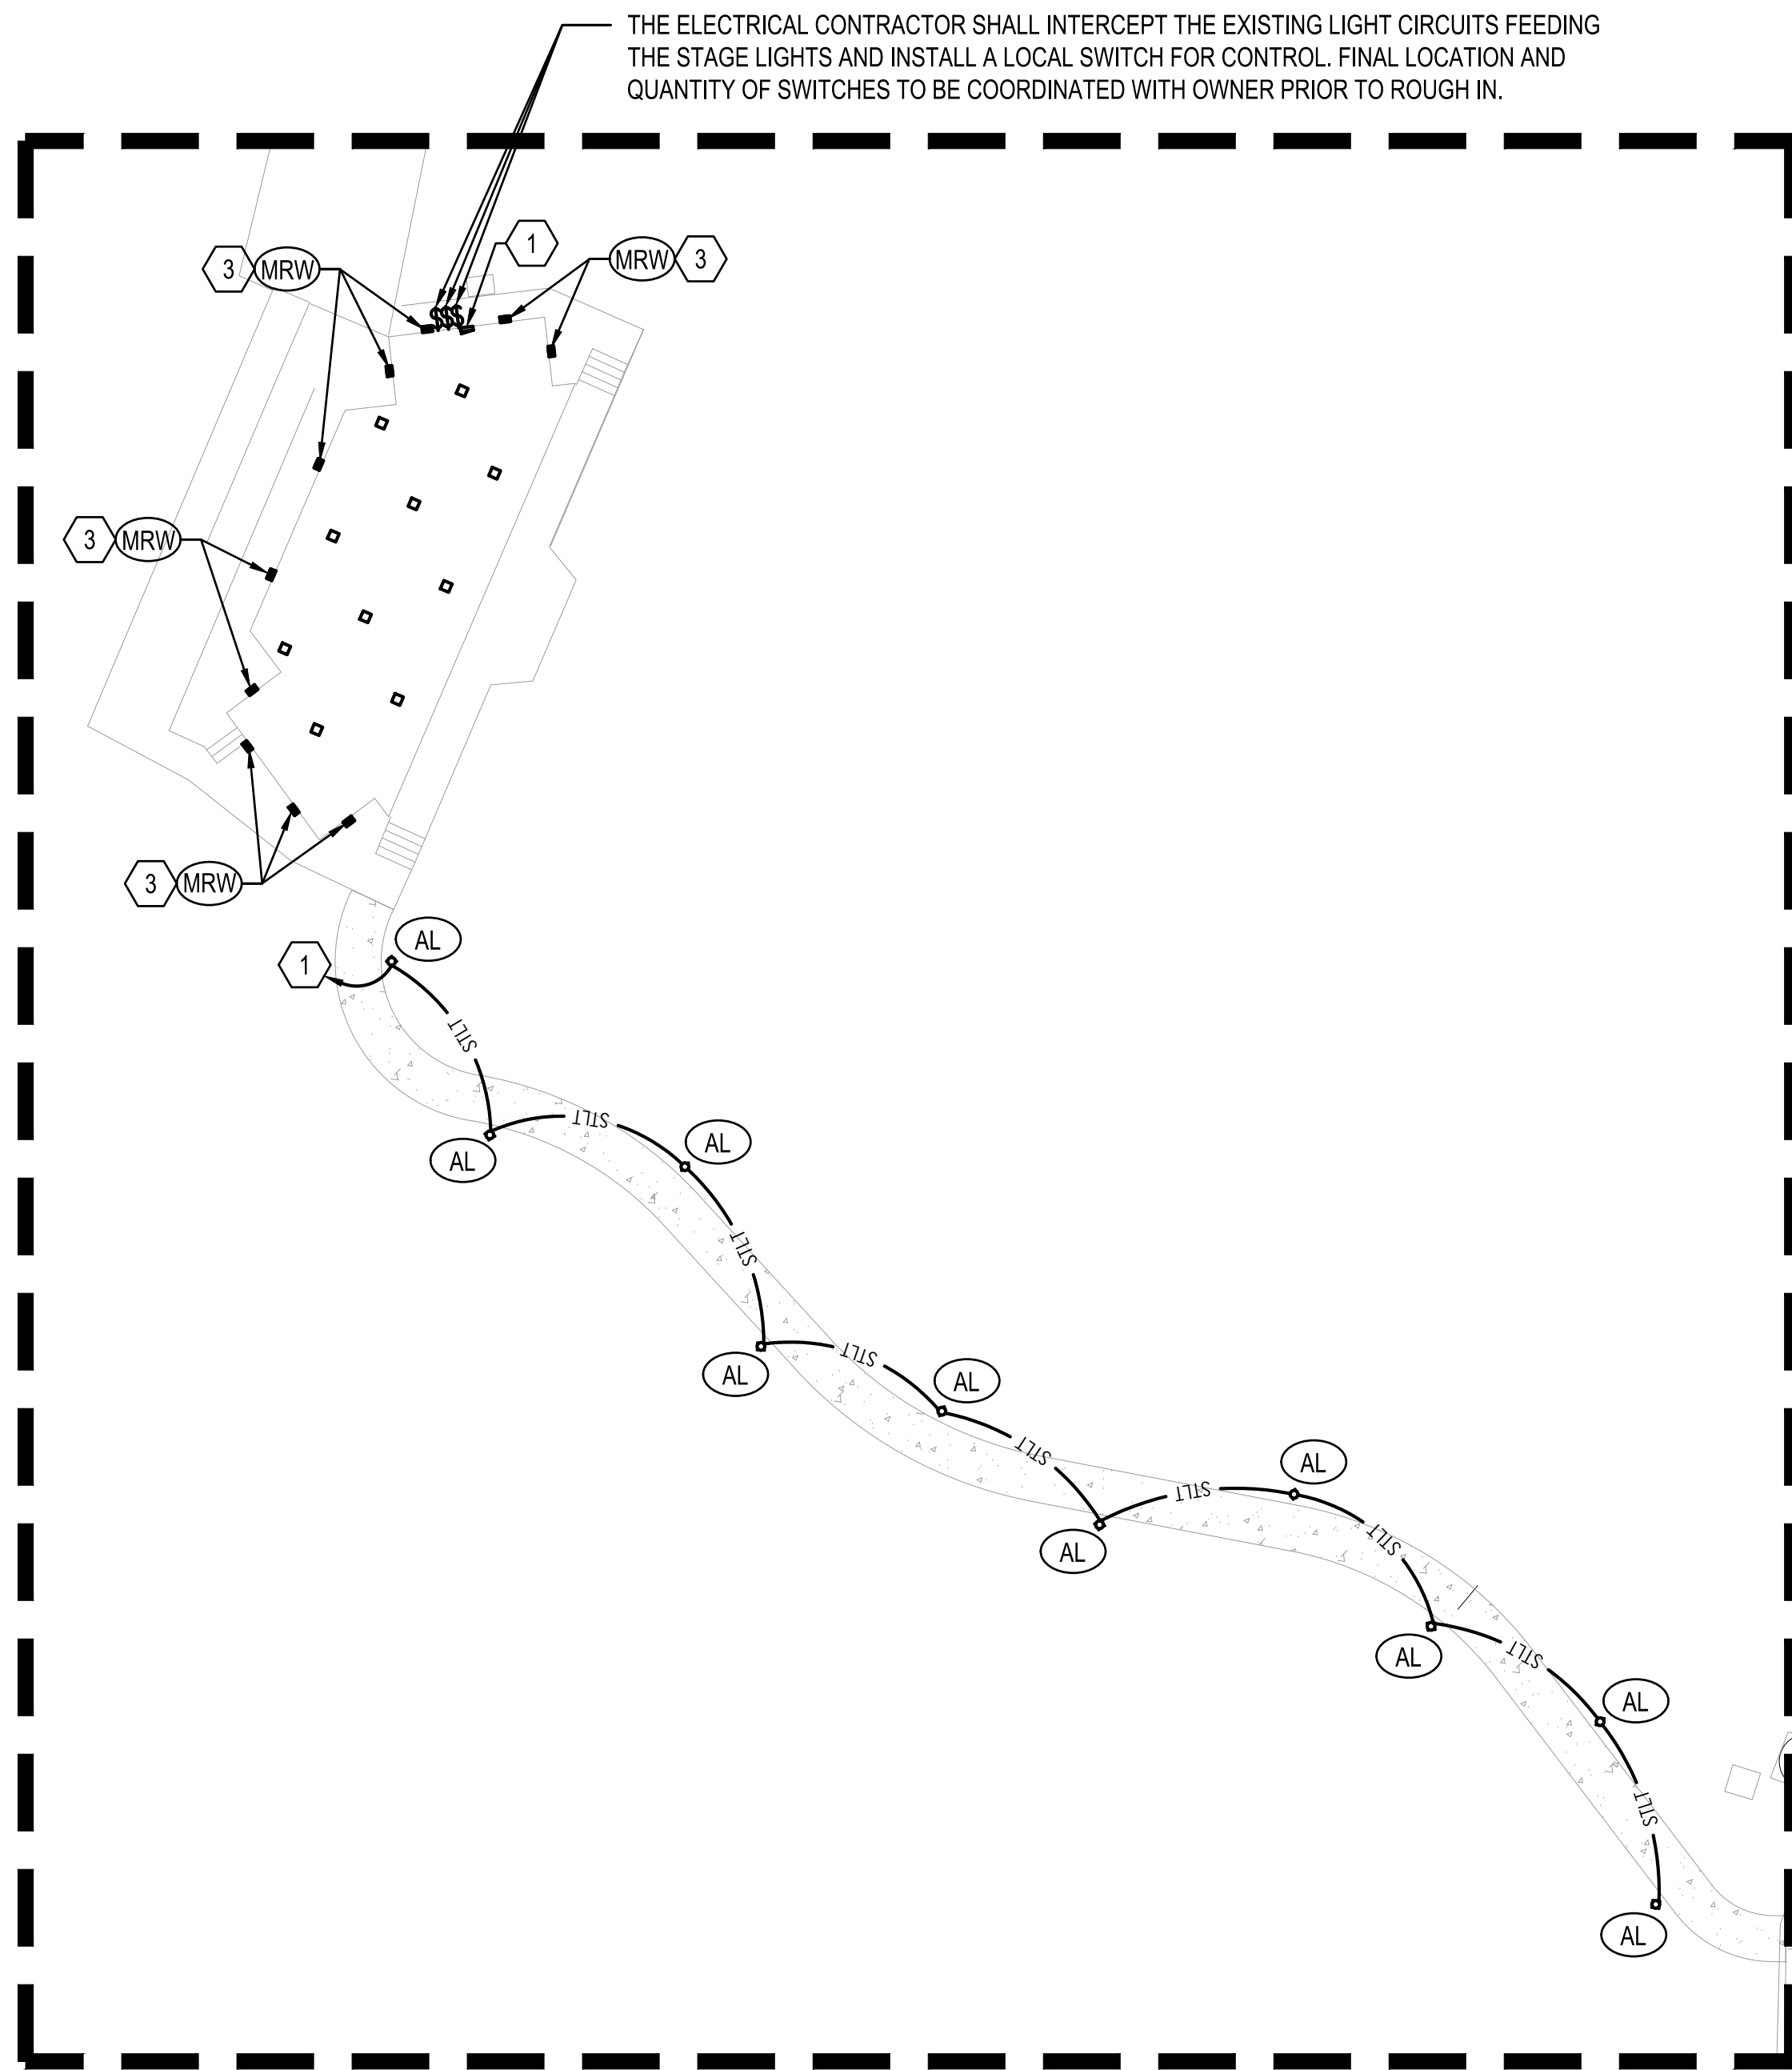 THE ELECTRICAL CONTRACTOR SHALL INTERCEPT THE EXISTING LIGHT CIRCUITS FEEDING
THE STAGE LIGHTS AND INSTALL A LOCAL SWITCH FOR CONTROL. FINAL LOCATION AND
QUANTITY OF SWITCHES TO BE COORDINATED WITH OWNER PRIOR TO ROUGH IN.
1
MRW 3
3 MRW
$$$
3 MRW
3 MRW
AL
1
STLT
STLT
AL
AL
STLT
STLT
AL
AL
STLT
AL
STLT
AL
STLT
AL
STLT
AL
STLT
AL